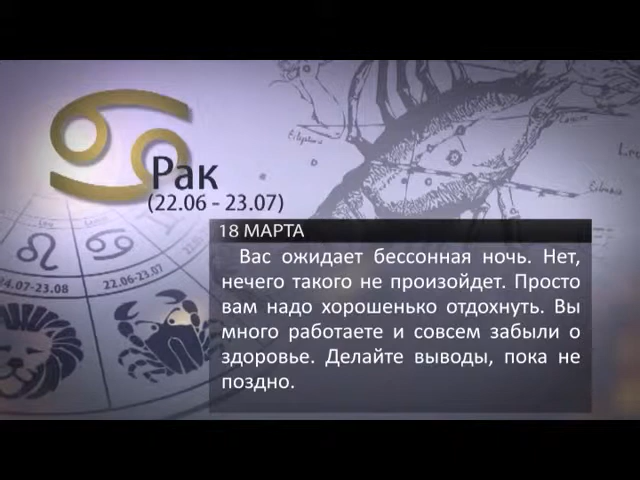 Рак
(22.06 - 23.07)
18 МАРТА
Вас ожидает бессонная ночь. Нет,
нечего такого не произойдет. Просто
вам надо хорошенько отдохнуть. Вы
много работаете и совсем забыли о
здоровье. Делайте выводы, пока не
поздно.
24.07-23.08
22.06-23.07